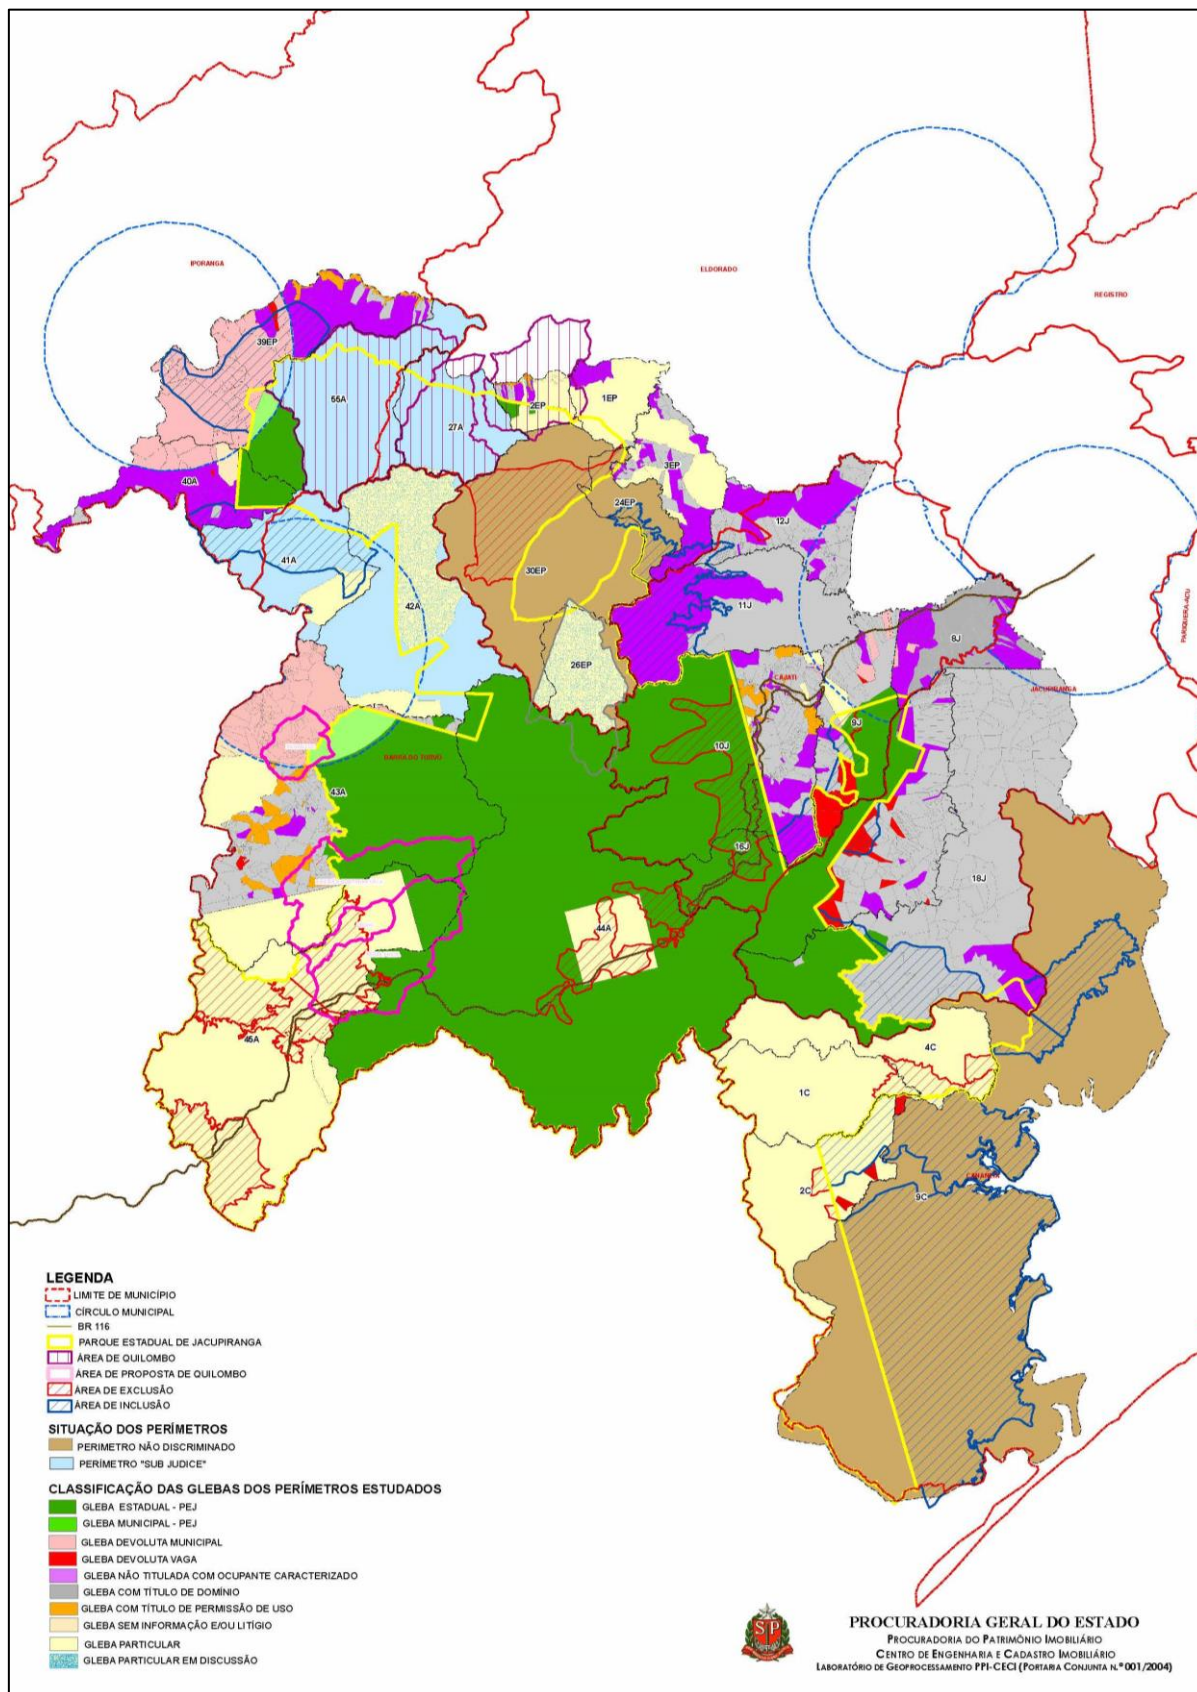 IPORANGA
ELDORADO
REGISTRO
39EP
55A
27A
2EP
1EP
3EP
40A
24EP
12J
41A
30EP
11J
42A
PARIQUERA-AÇU
8J
26EP
CAJATI
JACUPIRANGA
9J
10J
43A
16J
18J
44A
45A
4C
1C
2C
9C
LEGENDA
LIMITE DE MUNICÍPIO
CÍRCULO MUNICIPAL
BR 116
PARQUE ESTADUAL DE JACUPIRANGA
ÁREA DE QUILOMBO
ÁREA DE PROPOSTA DE QUILOMBO
ÁREA DE EXCLUSÃO
ÁREA DE INCLUSÃO
SITUAÇÃO DOS PERÍMETROS
PERIMETRO NÃO DISCRIMINADO
PERÍMETRO "SUB JUDICE"
CLASSIFICAÇÃO DAS GLEBAS DOS PERÍMETROS ESTUDADOS
GLEBA ESTADUAL - PEJ
GLEBA MUNICIPAL - PEJ
GLEBA DEVOLUTA MUNICIPAL
GLEBA DEVOLUTA VAGA
GLEBA NÃO TITULADA COM OCUPANTE CARACTERIZADO
GLEBA COM TÍTULO DE DOMÍNIO
GLEBA COM TÍTULO DE PERMISSÃO DE USO
GLEBA SEM INFORMAÇÃO E/OU LITÍGIO
GLEBA PARTICULAR
GLEBA PARTICULAR EM DISCUSSÃO
SP
PROCURADORIA GERAL DO ESTADO
PROCURADORIA DO PATRIMÔNIO IMOBILIÁRIO
CENTRO DE ENGENHARIA E CADASTRO IMOBILIÁRIO
LABORATÓRIO DE GEOPROCESSAMENTO PPI-CECI (PORTARIA CONJUNTA N.º 001/2004)